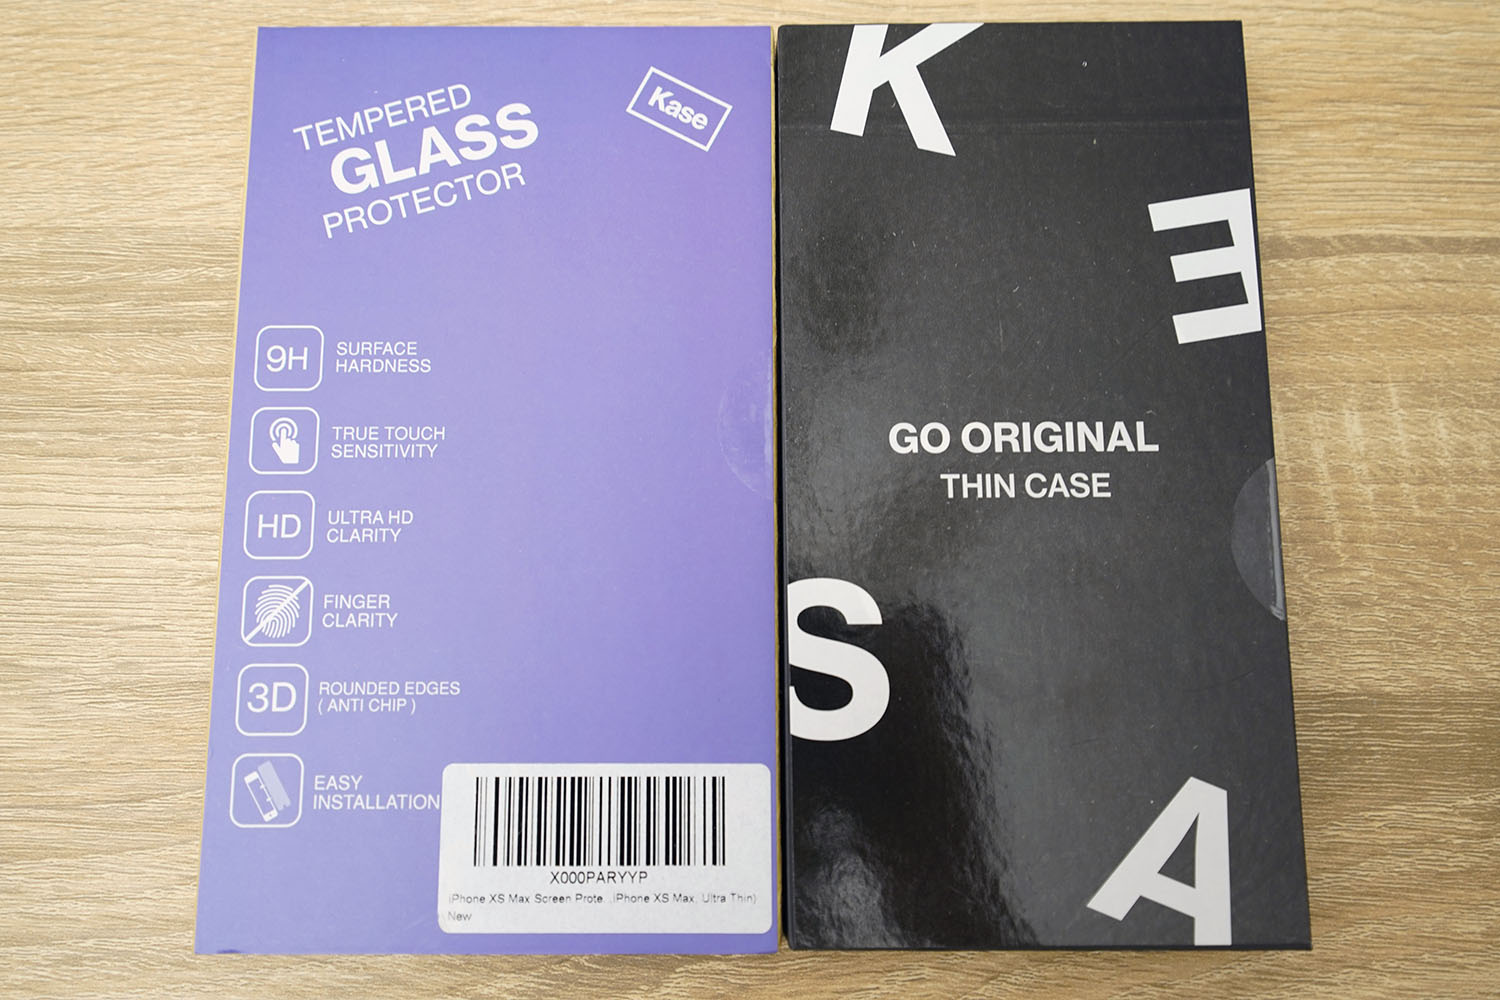 TEMPERED
GLASS
PROTECTOR
Kase
9H
SURFACE
HARDNESS
TRUE TOUCH
SENSITIVITY
HD
ULTRA HD
CLARITY
FINGER
CLARITY
3D
ROUNDED EDGES
( ANTI CHIP )
EASY
INSTALLATION
X000PARYYP
iPhone XS Max Screen Prote. ,iPhone XS Max, Ultra Thin)
New
K
E
GO ORIGINAL
THIN CASE
S
A